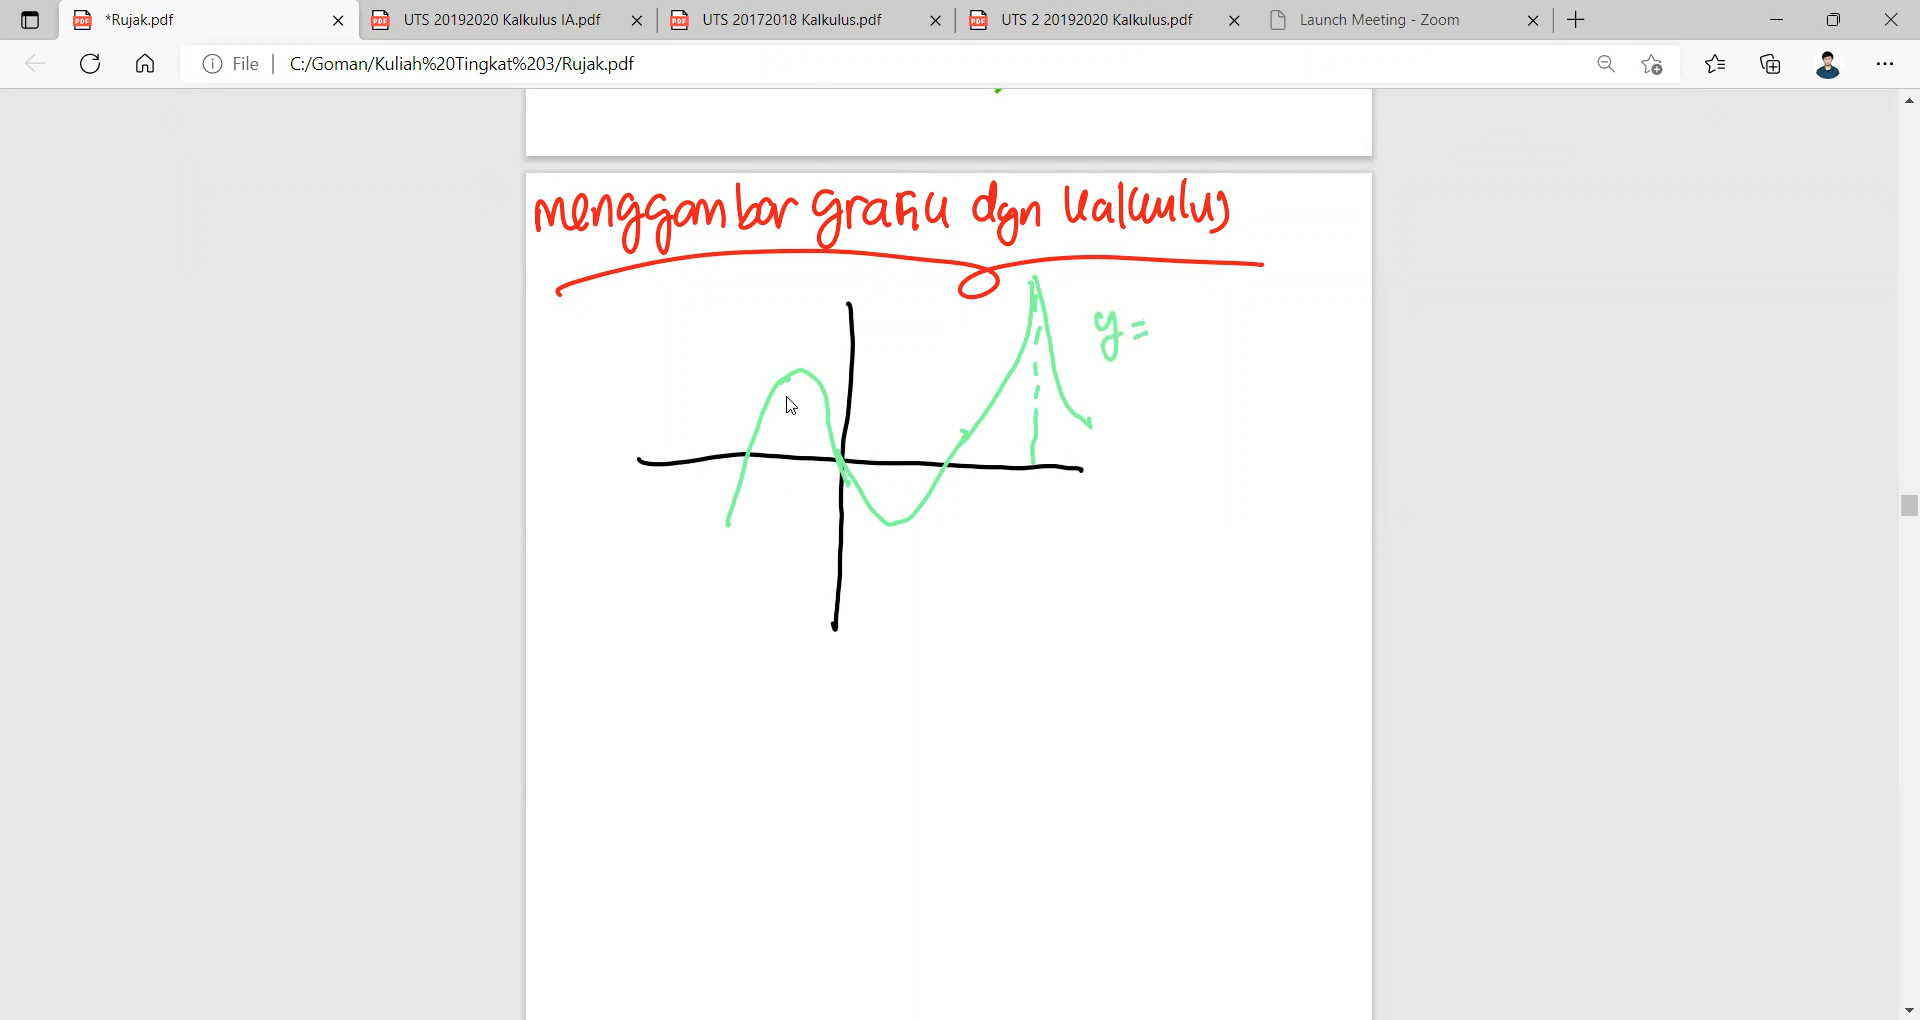 *Rujak.pdf
UTS 20192020 Kalkulus IA.pdf
UTS 20172018 Kalkulus.pdf
UTS 2 20192020 Kalkulus.pdf
Launch Meeting - Zoom
File
C:/Goman/Kuliah%20Tingkat%203/Rujak.pdf
menggambar grafik dgn kalkulus
y =